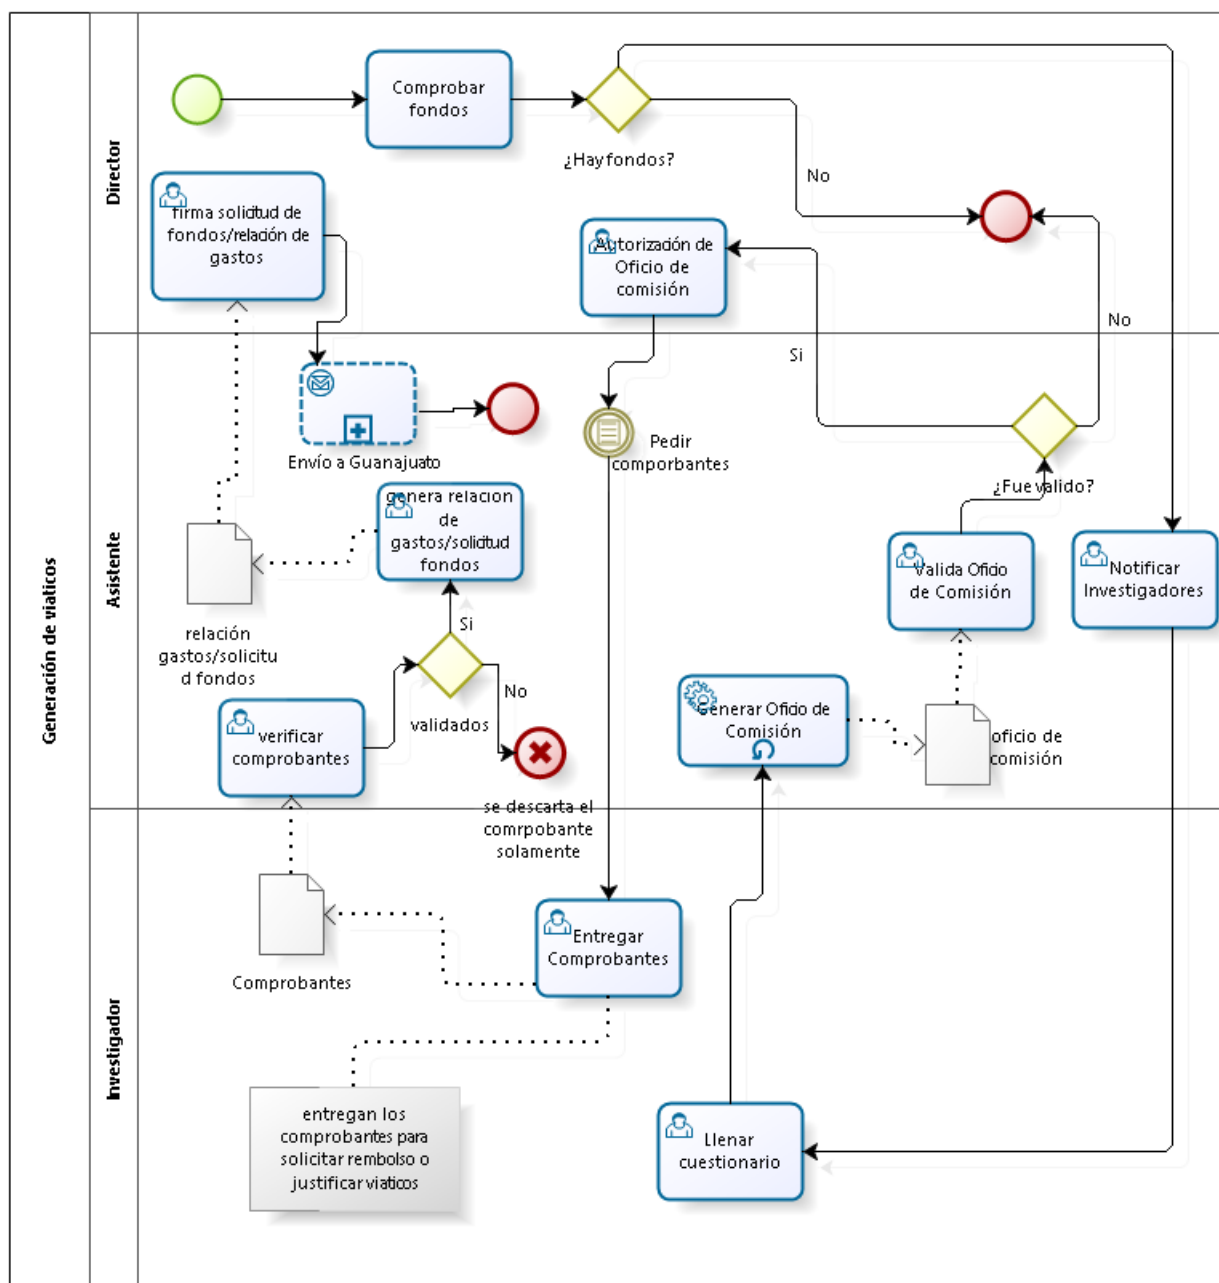 Generación de viaticos
Director
Comprobar
fondos
¿Hay fondos?
No
firma solicitud de
fondos/relación de
gastos
Autorización de
Oficio de
comisión
No
Si
Asistente
Envío a Guanajuato
Pedir
comporbantes
¿Fue valido?
genera relacion
de
gastos/solicitud
fondos
Valida Oficio
de Comisión
Notificar
Investigadores
relación
gastos/solicitu
d fondos
Si
No
validados
verificar
comprobantes
Generar Oficio de
Comisión
oficio de
comisión
se descarta el
comrpobante
solamente
Investigador
Entregar
Comprobantes
Comprobantes
entregan los
comprobantes para
solicitar rembolso o
justificar viaticos
Llenar
cuestionario